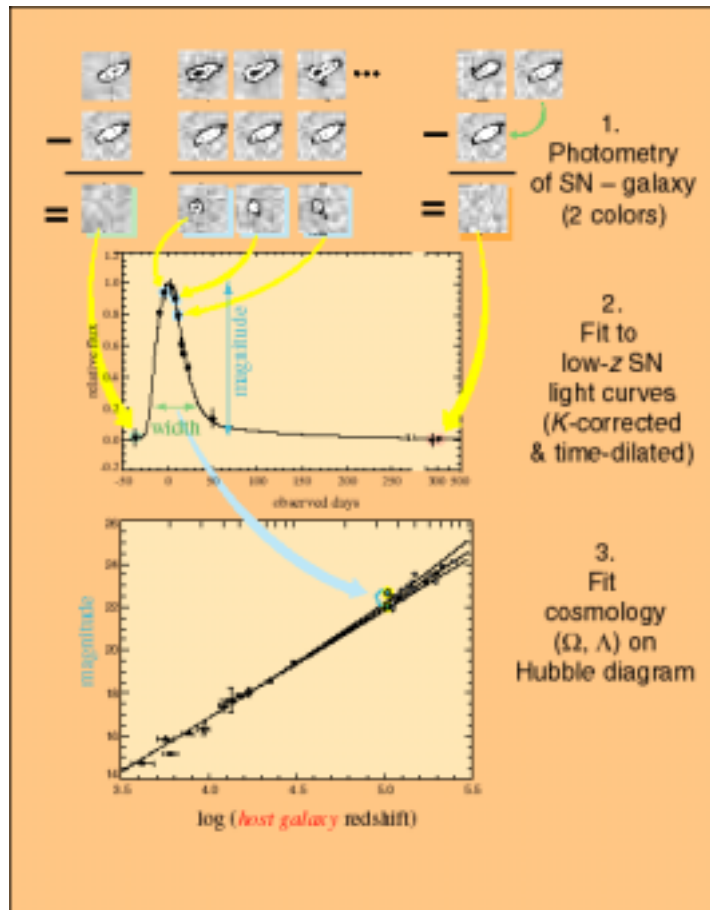 − − 
= =
1.
Photometry
of SN – galaxy
(2 colors)
2.
Fit to
low-z SN
light curves
(K-corrected
& time-dilated)
relative flux
1.0
0.8
0.6
0.4
0.2
0.0
0.2
magnitude
width
-50 0 50 100 150 200 250 300 350
observed days
3.
Fit
cosmology
(Ω, Λ) on
Hubble diagram
magnitude
26
24
22
20
18
16
14
3.5 4.0 4.5 5.0 5.5
log (host galaxy redshift)